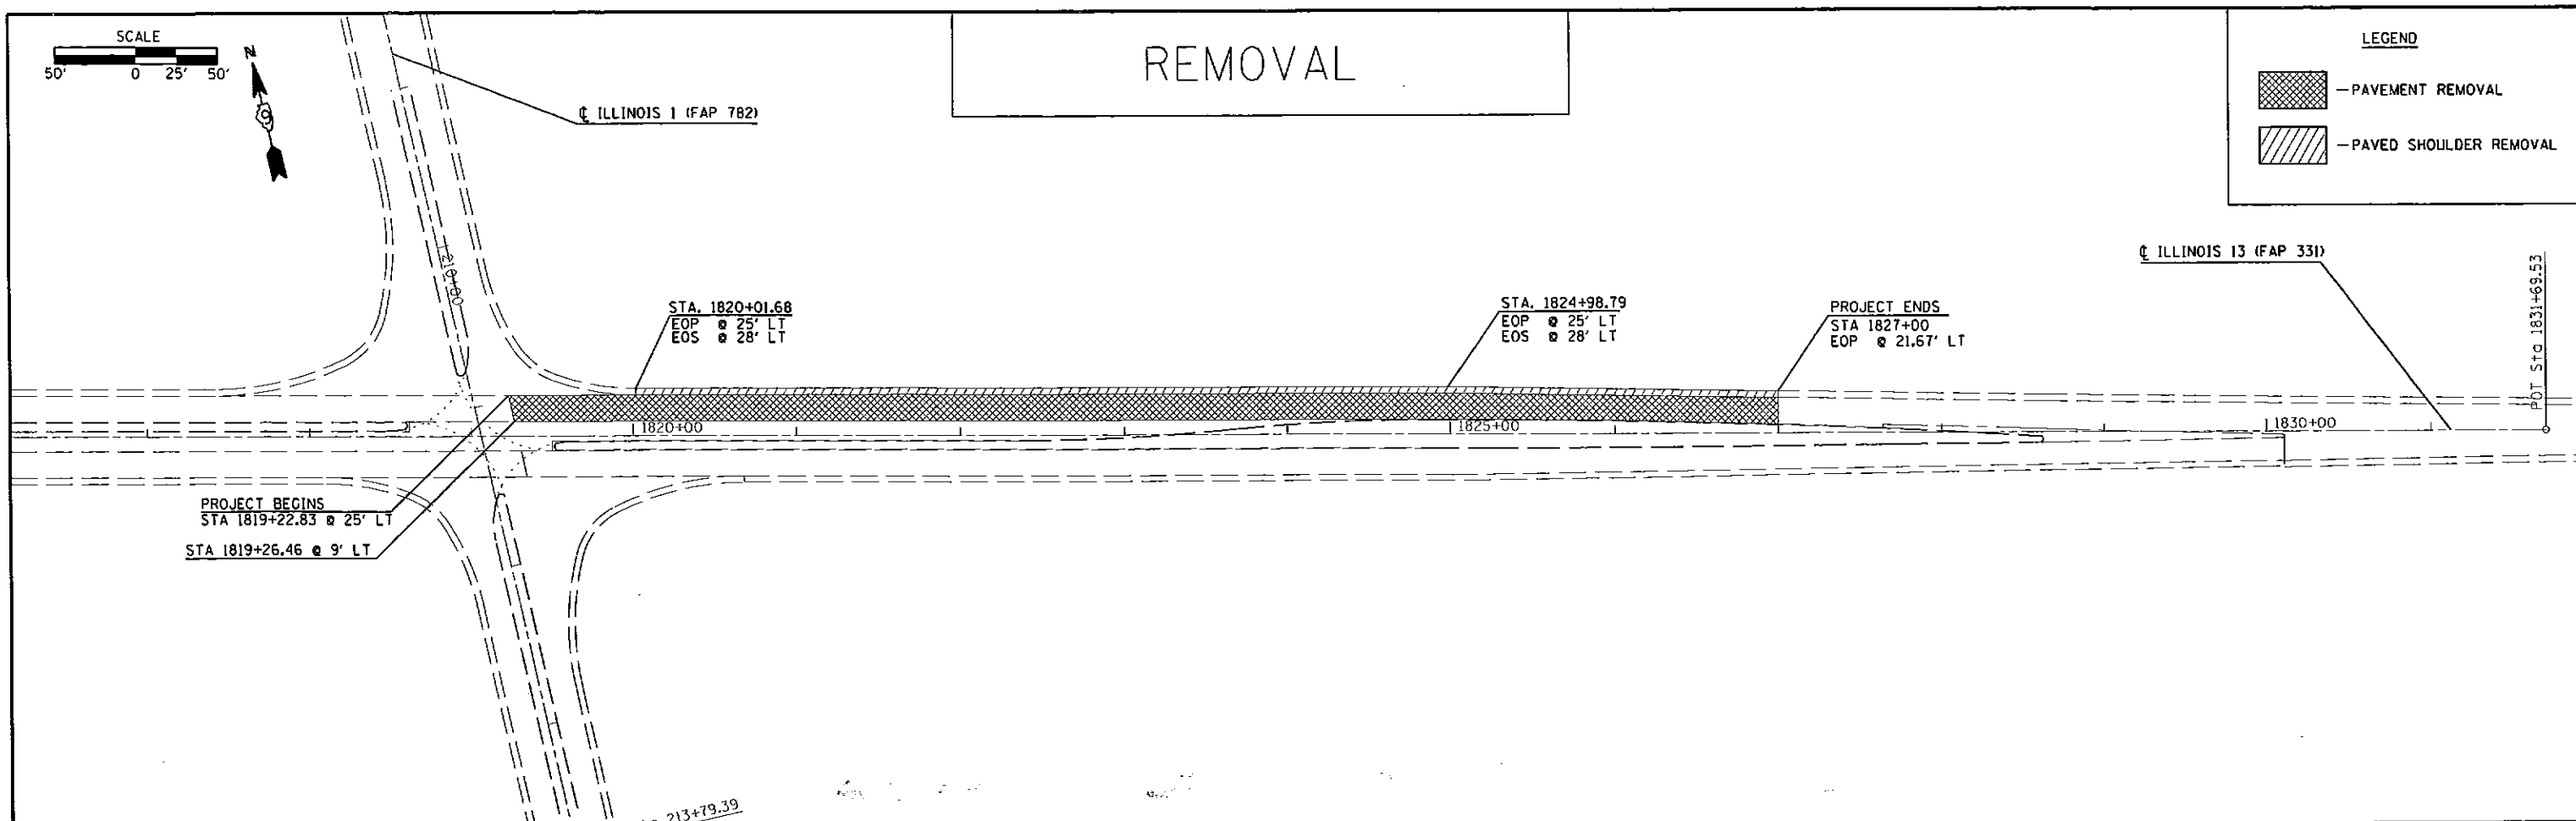 SCALE
50' 0 25' 50'
N
REMOVAL
LEGEND
—PAVEMENT REMOVAL
—PAVED SHOULDER REMOVAL
℄ ILLINOIS 1 (FAP 782)
℄ ILLINOIS 13 (FAP 331)
POT Sta 1831+69.53
210+00
STA. 1820+01.68
EOP @ 25' LT
EOS @ 28' LT
STA. 1824+98.79
EOP @ 25' LT
EOS @ 28' LT
PROJECT ENDS
STA 1827+00
EOP @ 21.67' LT
1820+00
1825+00
1830+00
PROJECT BEGINS
STA 1819+22.83 @ 25' LT
STA 1819+26.46 @ 9' LT
213+79.39